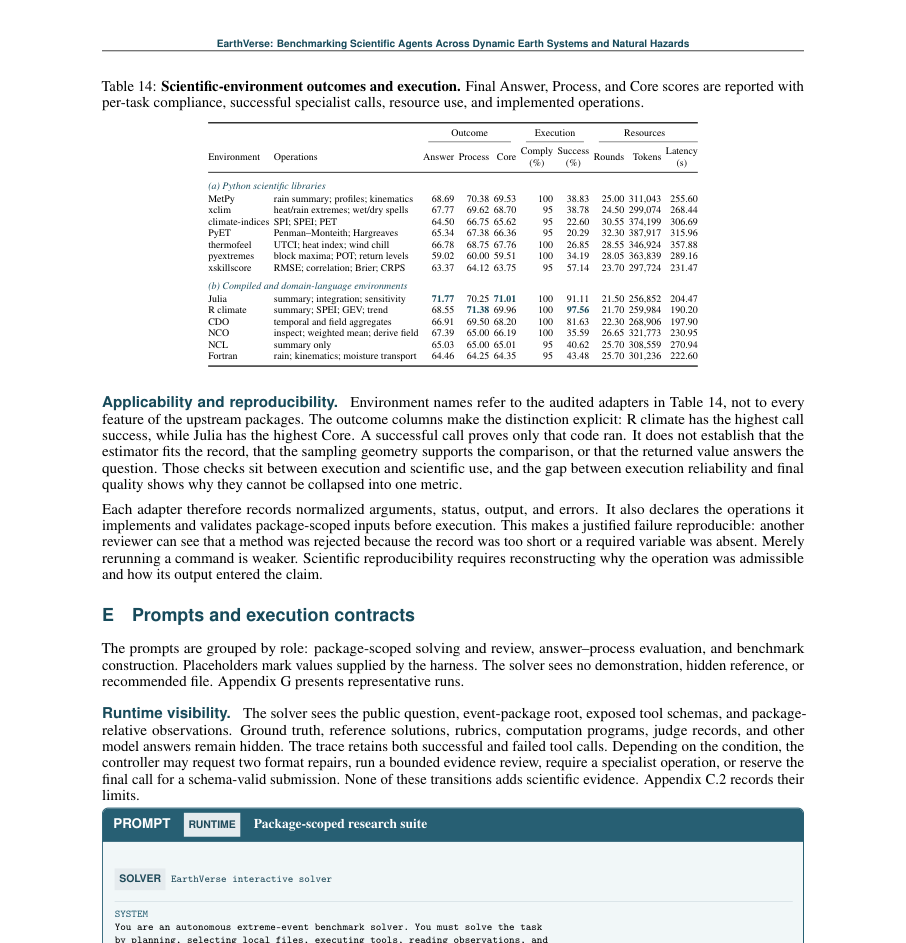 EarthVerse: Benchmarking Scientific Agents Across Dynamic Earth Systems and Natural Hazards
Table 14: Scientific-environment outcomes and execution. Final Answer, Process, and Core scores are reported with
per-task compliance, successful specialist calls, resource use, and implemented operations.
Outcome Execution Resources
Environment Operations Answer Process Core Comply (%) Success (%) Rounds Tokens Latency (s)
(a) Python scientific libraries
MetPy rain summary; profiles; kinematics 68.69 70.38 69.53 100 38.83 25.00 311,043 255.60
xclim heat/rain extremes; wet/dry spells 67.77 69.62 68.70 95 38.78 24.50 299,074 268.44
climate-indices SPI; SPEI; PET 64.50 66.75 65.62 95 22.60 30.55 374,199 306.69
PyET Penman–Monteith; Hargreaves 65.34 67.38 66.36 95 20.29 32.30 387,917 315.96
thermofeel UTCI; heat index; wind chill 66.78 68.75 67.76 100 26.85 28.55 346,924 357.88
pyextremes block maxima; POT; return levels 59.02 60.00 59.51 100 34.19 28.05 363,839 289.16
xskillscore RMSE; correlation; Brier; CRPS 63.37 64.12 63.75 95 57.14 23.70 297,724 231.47
(b) Compiled and domain-language environments
Julia summary; integration; sensitivity 71.77 70.25 71.01 100 91.11 21.50 256,852 204.47
R climate summary; SPEI; GEV; trend 68.55 71.38 69.96 100 97.56 21.70 259,984 190.20
CDO temporal and field aggregates 66.91 69.50 68.20 100 81.63 22.30 268,906 197.90
NCO inspect; weighted mean; derive field 67.39 65.00 66.19 100 35.59 26.65 321,773 230.95
NCL summary only 65.03 65.00 65.01 95 40.62 25.70 308,559 270.94
Fortran rain; kinematics; moisture transport 64.46 64.25 64.35 95 43.48 25.70 301,236 222.60
Applicability and reproducibility. Environment names refer to the audited adapters in Table 14, not to every
feature of the upstream packages. The outcome columns make the distinction explicit: R climate has the highest call
success, while Julia has the highest Core. A successful call proves only that code ran. It does not establish that the
estimator fits the record, that the sampling geometry supports the comparison, or that the returned value answers the
question. Those checks sit between execution and scientific use, and the gap between execution reliability and final
quality shows why they cannot be collapsed into one metric.
Each adapter therefore records normalized arguments, status, output, and errors. It also declares the operations it
implements and validates package-scoped inputs before execution. This makes a justified failure reproducible: another
reviewer can see that a method was rejected because the record was too short or a required variable was absent. Merely
rerunning a command is weaker. Scientific reproducibility requires reconstructing why the operation was admissible
and how its output entered the claim.
E Prompts and execution contracts
The prompts are grouped by role: package-scoped solving and review, answer–process evaluation, and benchmark
construction. Placeholders mark values supplied by the harness. The solver sees no demonstration, hidden reference, or
recommended file. Appendix G presents representative runs.
Runtime visibility. The solver sees the public question, event-package root, exposed tool schemas, and package-
relative observations. Ground truth, reference solutions, rubrics, computation programs, judge records, and other
model answers remain hidden. The trace retains both successful and failed tool calls. Depending on the condition, the
controller may request two format repairs, run a bounded evidence review, require a specialist operation, or reserve the
final call for a schema-valid submission. None of these transitions adds scientific evidence. Appendix C.2 records their
limits.
PROMPT RUNTIME Package-scoped research suite
SOLVER EarthVerse interactive solver
SYSTEM
You are an autonomous extreme-event benchmark solver. You must solve the task
by planning, selecting local files, executing tools, reading observations, and